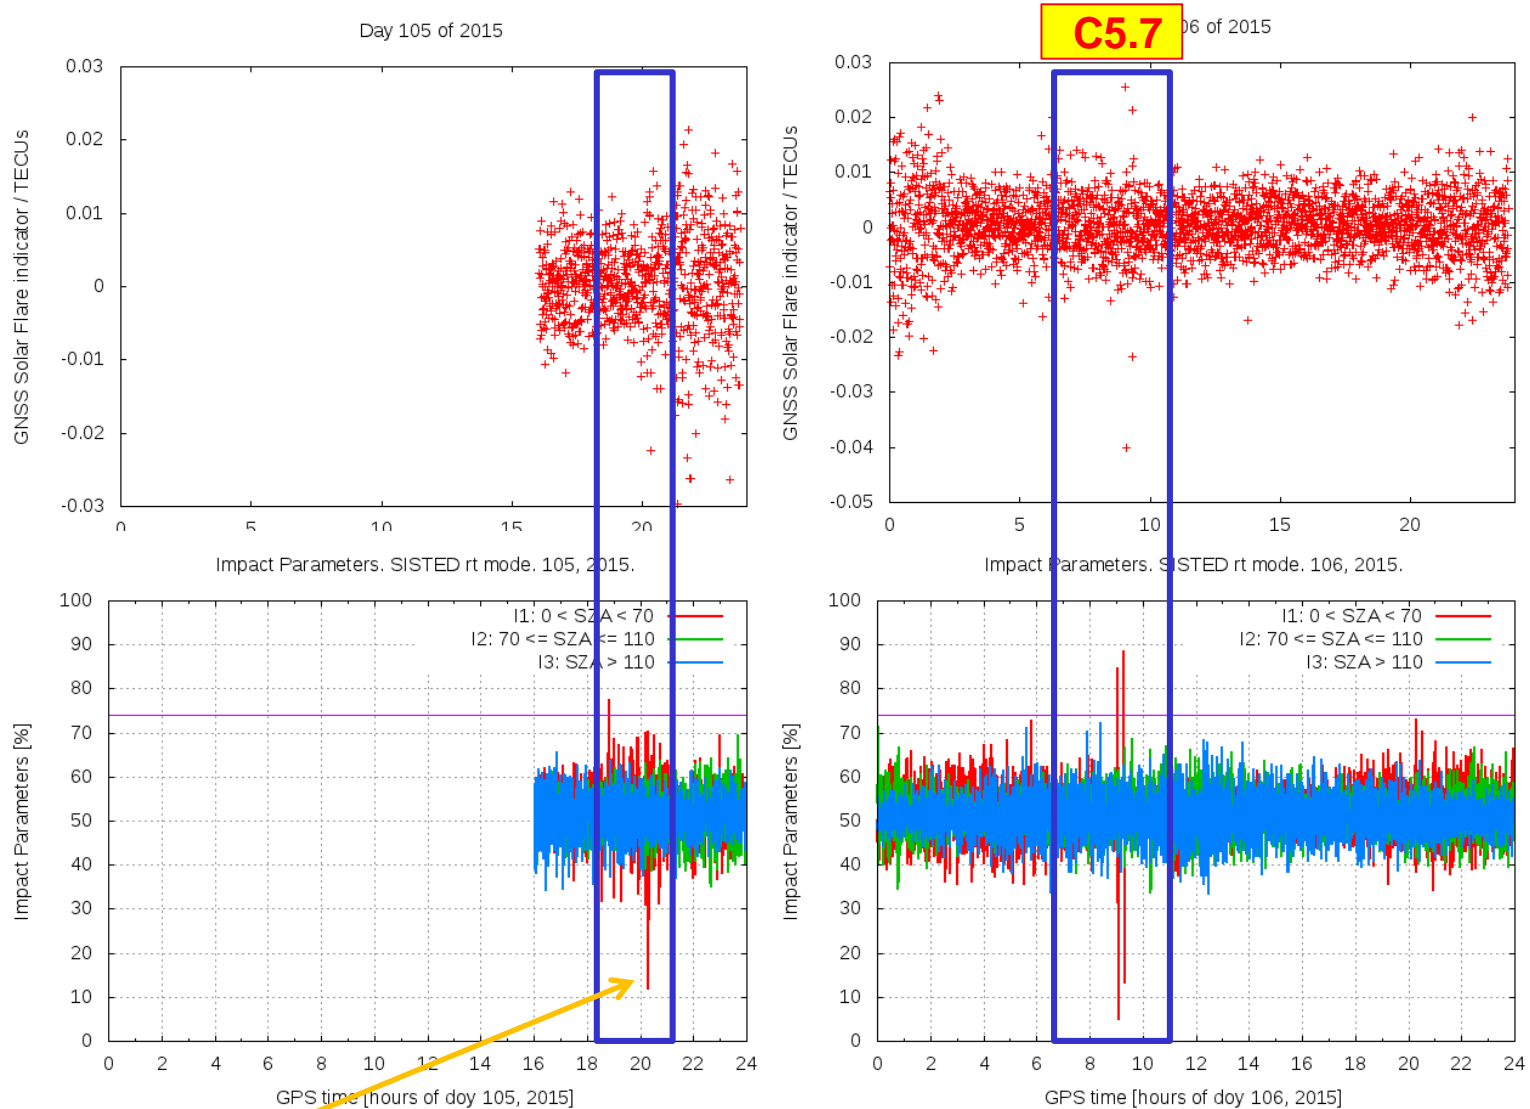 Day 105 of 2015
0.03
0.02
0.01
0
-0.01
-0.02
-0.03
GNSS Solar Flare indicator / TECUs
0 5 10 15 20
C5.7
06 of 2015
0.03
0.02
0.01
0
-0.01
-0.02
-0.03
-0.04
-0.05
GNSS Solar Flare indicator / TECUs
0 5 10 15 20
Impact Parameters. SISTED rt mode. 105, 2015.
100
90
80
70
60
50
40
30
20
10
0
Impact Parameters [%]
I1: 0 < SZA < 70
I2: 70 <= SZA <= 110
I3: SZA > 110
0 2 4 6 8 10 12 14 16 18 20 22 24
GPS time [hours of doy 105, 2015]
Impact Parameters. SISTED rt mode. 106, 2015.
100
90
80
70
60
50
40
30
20
10
0
Impact Parameters [%]
I1: 0 < SZA < 70
I2: 70 <= SZA <= 110
I3: SZA > 110
0 2 4 6 8 10 12 14 16 18 20 22 24
GPS time [hours of doy 106, 2015]